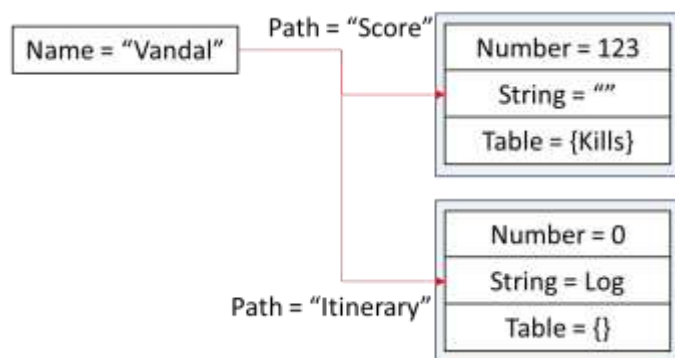 Path = “Score”
Name = “Vandal”
Number = 123
String = “”
Table = {Kills}
Number = 0
String = Log
Path = “Itinerary”
Table = {}